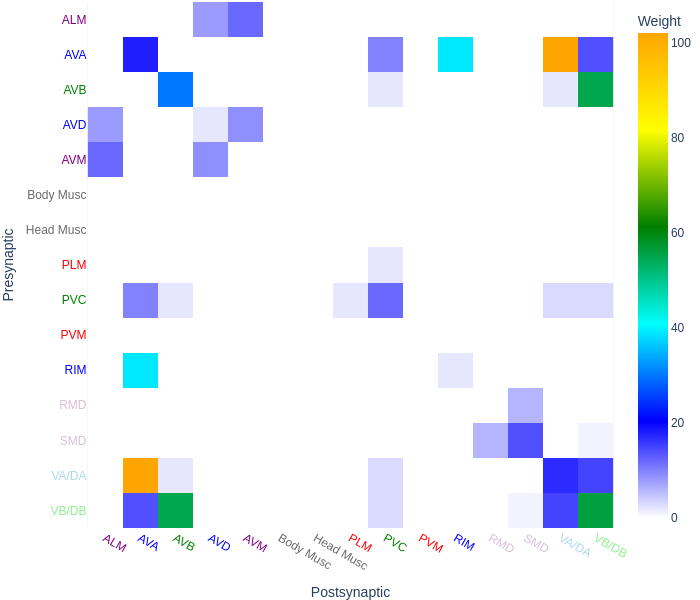 Weight
ALM
AVA
AVB
AVD
AVM
Body Musc
Head Musc
PLM
PVC
PVM
RIM
RMD
SMD
VA/DA
VB/DB
Presynaptic
100
80
60
40
20
0
ALM
AVA
AVB
AVD
AVM
Body Musc
Head Musc
PLM
PVC
PVM
RIM
RMD
SMD
VA/DA
VB/DB
Postsynaptic